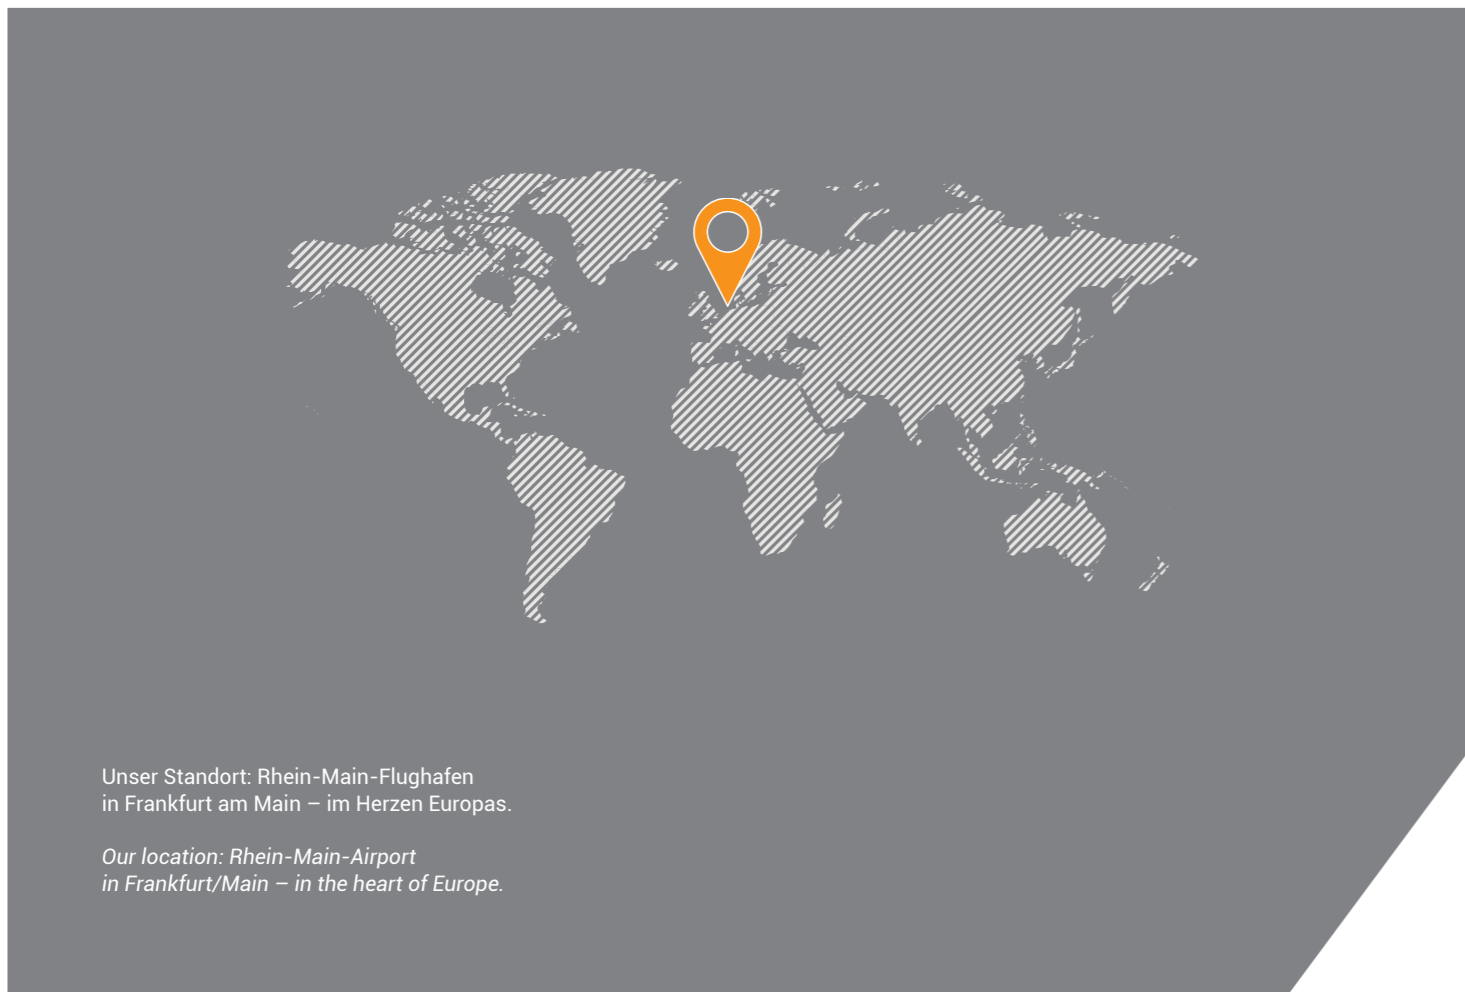 Unser Standort: Rhein-Main-Flughafen
in Frankfurt am Main – im Herzen Europas.
Our location: Rhein-Main-Airport
in Frankfurt/Main – in the heart of Europe.